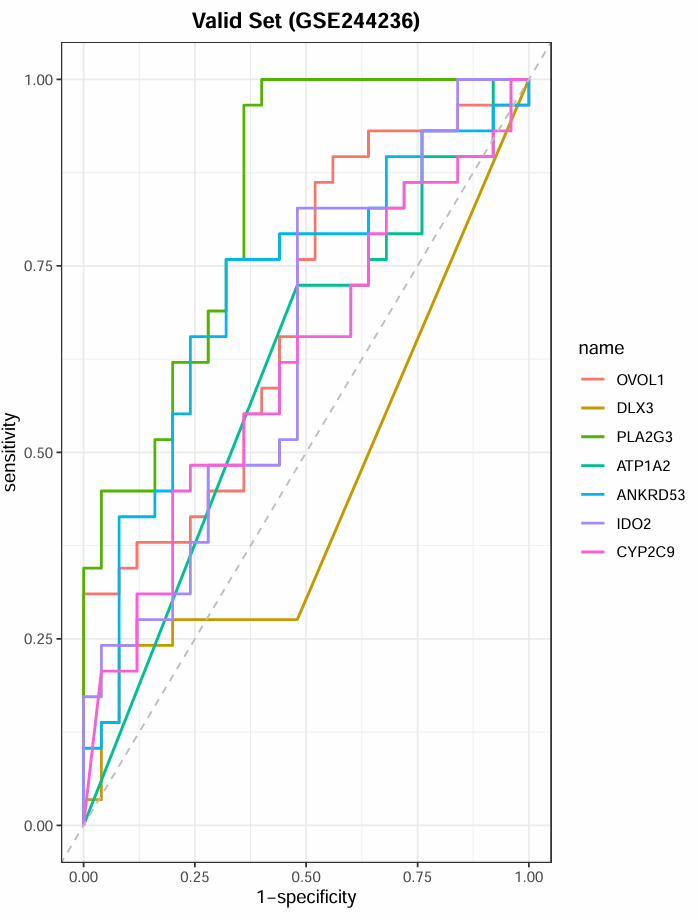 Valid Set (GSE244236)
1.00
0.75
0.50
0.25
0.00
sensitivity
0.00 0.25 0.50 0.75 1.00
1−specificity
name
OVOL1
DLX3
PLA2G3
ATP1A2
ANKRD53
IDO2
CYP2C9